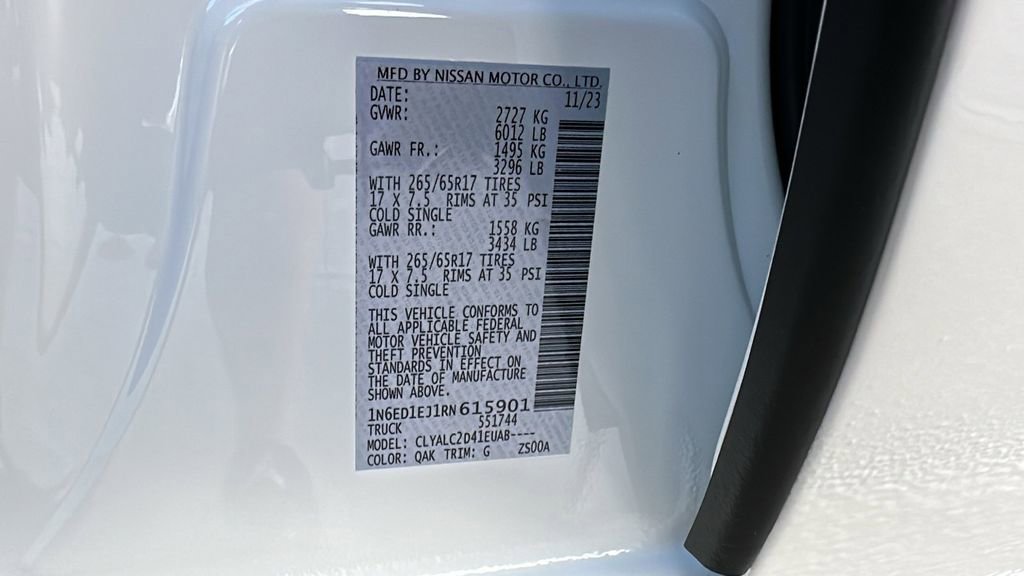 MFD BY NISSAN MOTOR CO., LTD.
DATE: 11/23
GVWR: 2727 KG
6012 LB
GAWR FR.: 1495 KG
3296 LB
WITH 265/65R17 TIRES
17 X 7.5 RIMS AT 35 PSI
COLD SINGLE
GAWR RR.: 1558 KG
3434 LB
WITH 265/65R17 TIRES
17 X 7.5 RIMS AT 35 PSI
COLD SINGLE
THIS VEHICLE CONFORMS TO
ALL APPLICABLE FEDERAL
MOTOR VEHICLE SAFETY AND
THEFT PREVENTION
STANDARDS IN EFFECT ON
THE DATE OF MANUFACTURE
SHOWN ABOVE.
1N6ED1EJ1RN615901
TRUCK 551744
MODEL: CLYALC2D41EUAB----
COLOR: QAK TRIM: G ZS00A